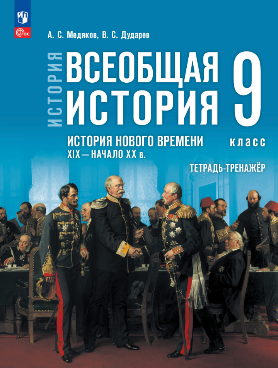 А. С. Медяков, В. С. Дударев
ИСТОРИЯ
ВСЕОБЩАЯ
ИСТОРИЯ
9
КЛАСС
ИСТОРИЯ НОВОГО ВРЕМЕНИ
XIX — НАЧАЛО XX в.
ТЕТРАДЬ-ТРЕНАЖЁР